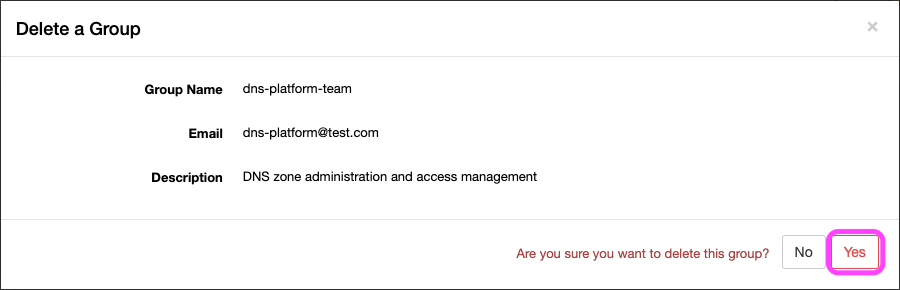 Delete a Group ×
Group Name dns-platform-team
Email dns-platform@test.com
Description DNS zone administration and access management
Are you sure you want to delete this group? No Yes